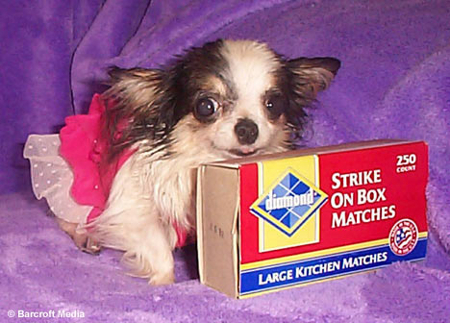 250
COUNT
diamond
STRIKE
ON BOX
MATCHES
LARGE KITCHEN MATCHES
© Barcroft Media